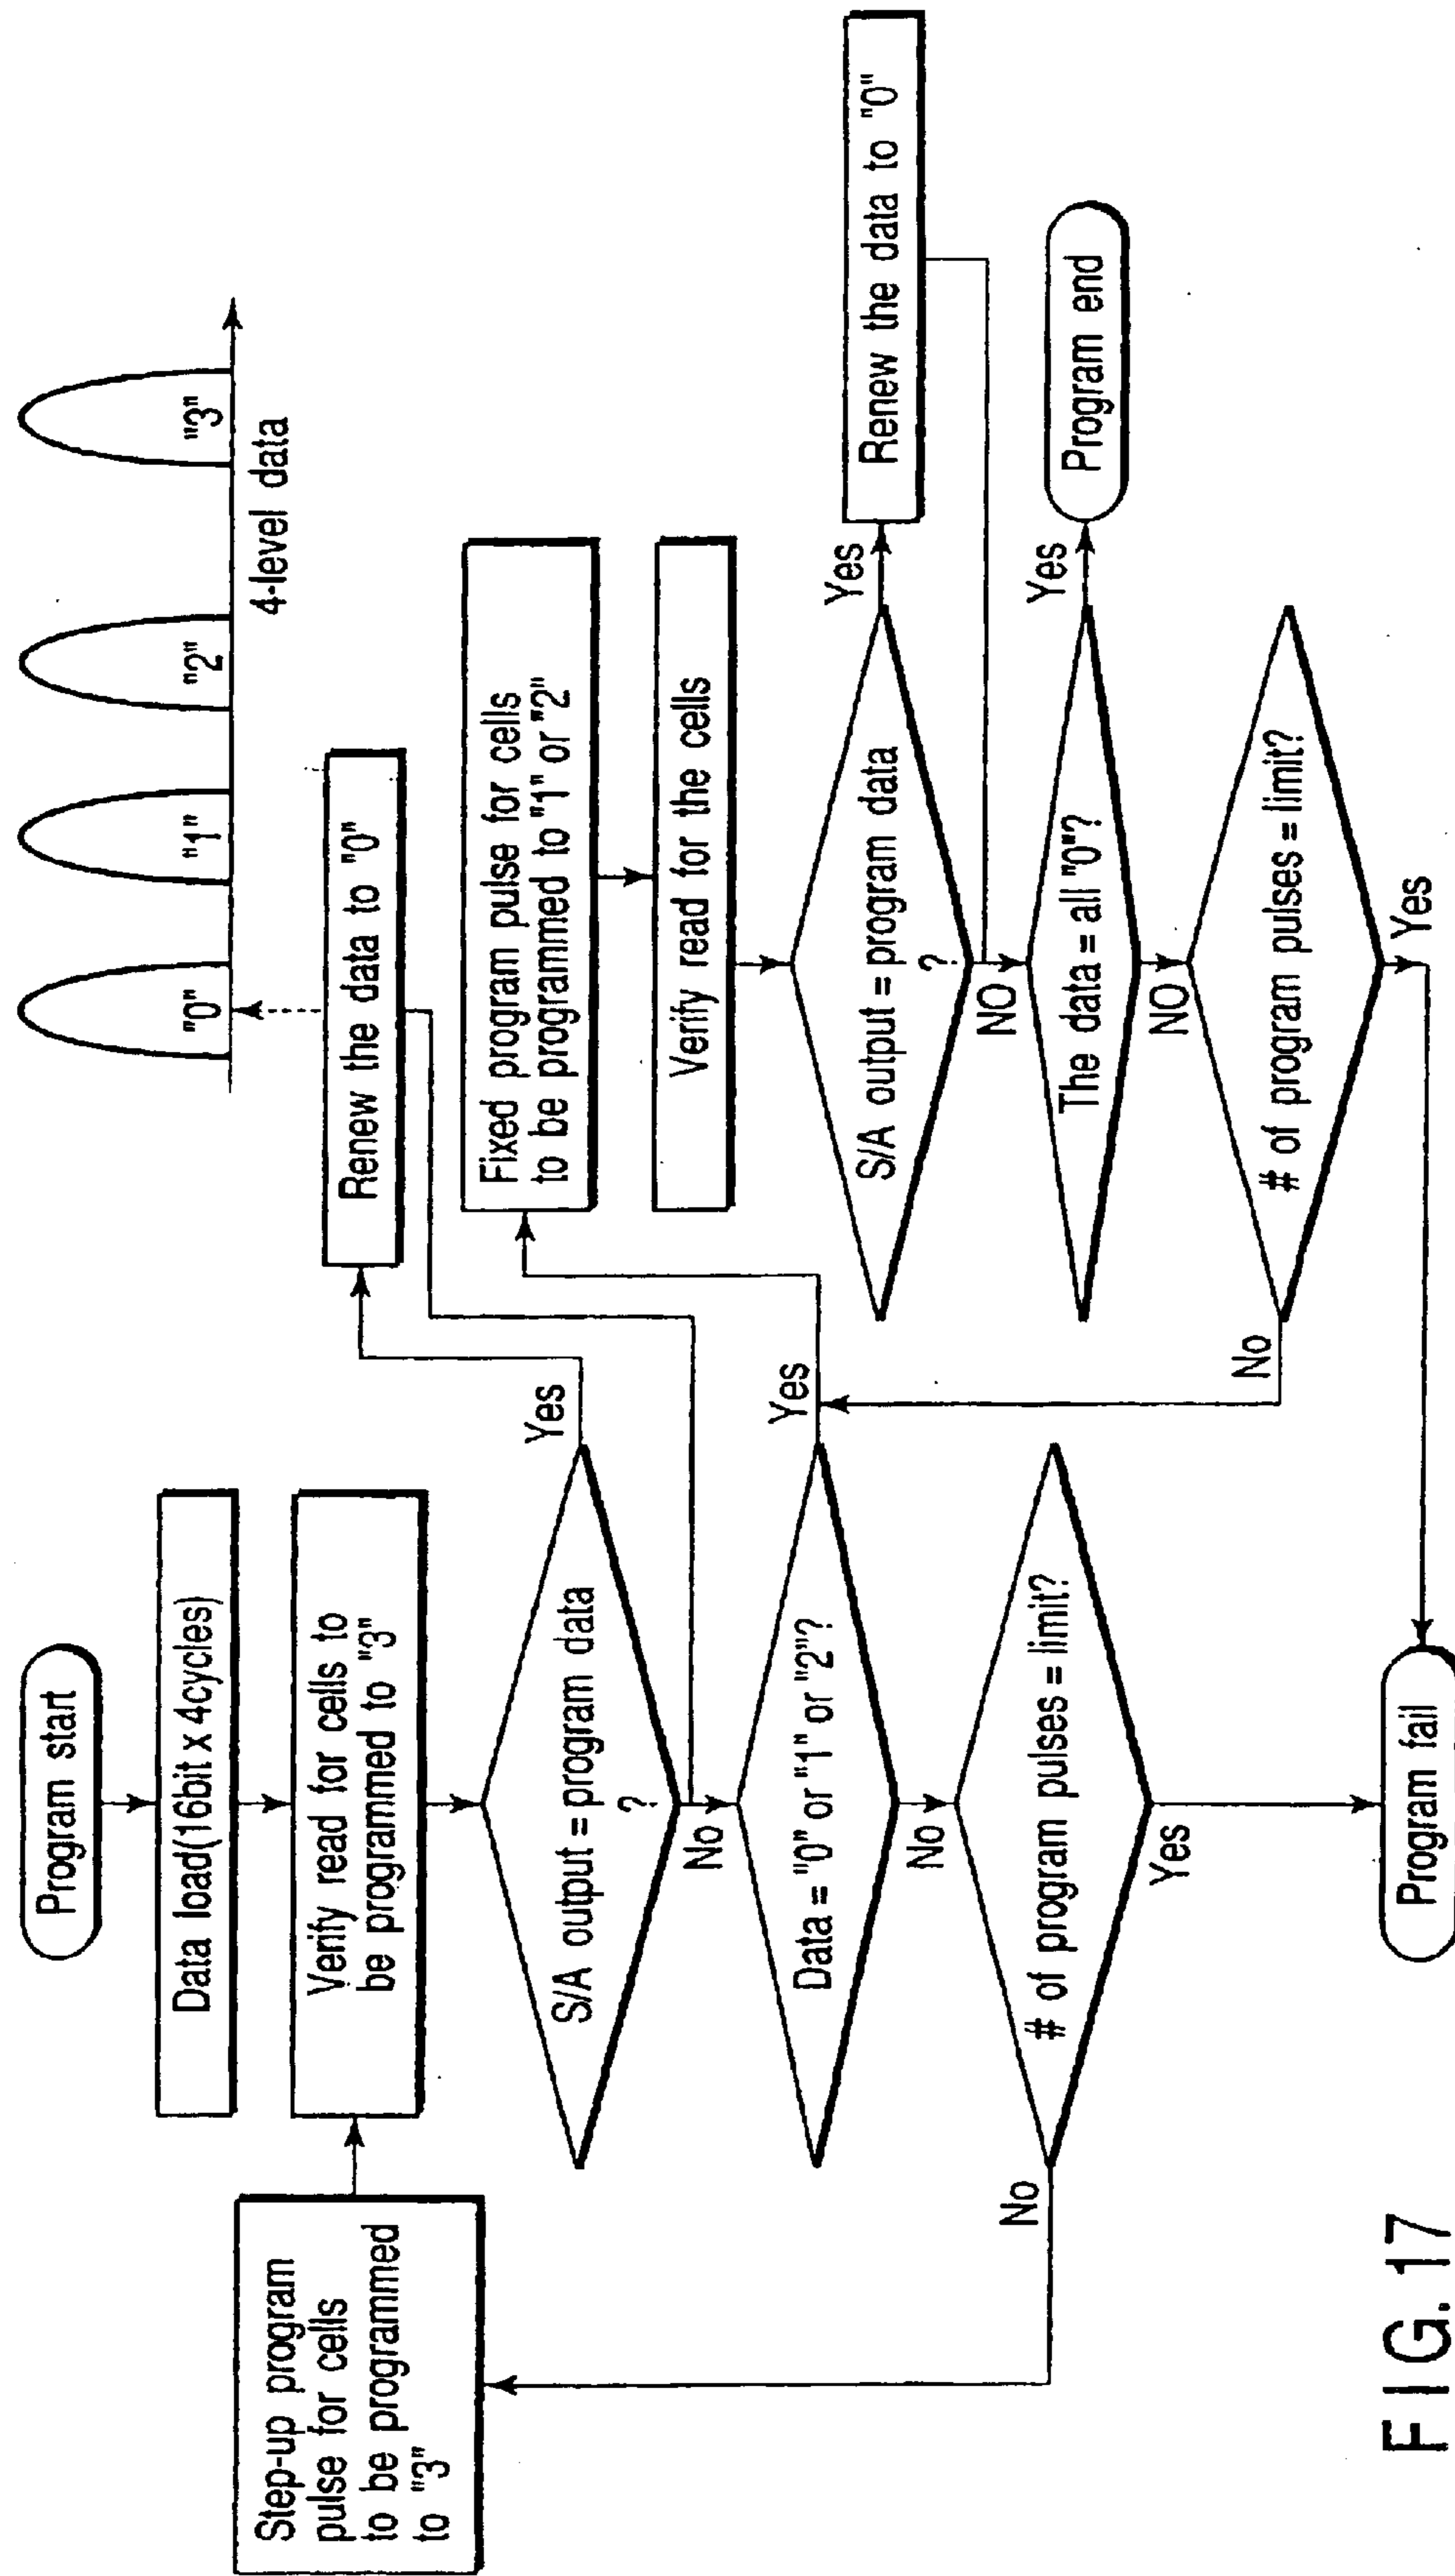 Program start
Data load(16bit x 4cycles)
Verify read for cells to
be programmed to "3"
Step-up program
pulse for cells
to be programmed
to "3"
S/A output = program data
?
Yes
No
Data = "0" or "1" or "2"?
Yes
No
# of program pulses = limit?
No
Yes
Program fail
"0"
"1"
"2"
"3"
4-level data
Renew the data to "0"
Fixed program pulse for cells
to be programmed to "1" or "2"
Verify read for the cells
S/A output = program data
?
Yes
NO
Renew the data to "0"
The data = all "0"?
Yes
NO
Program end
# of program pulses = limit?
No
Yes
FIG. 17